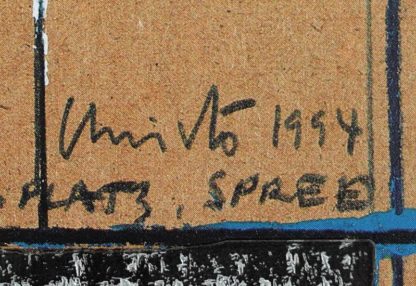 Christo 1994
PLATZ, SPREE